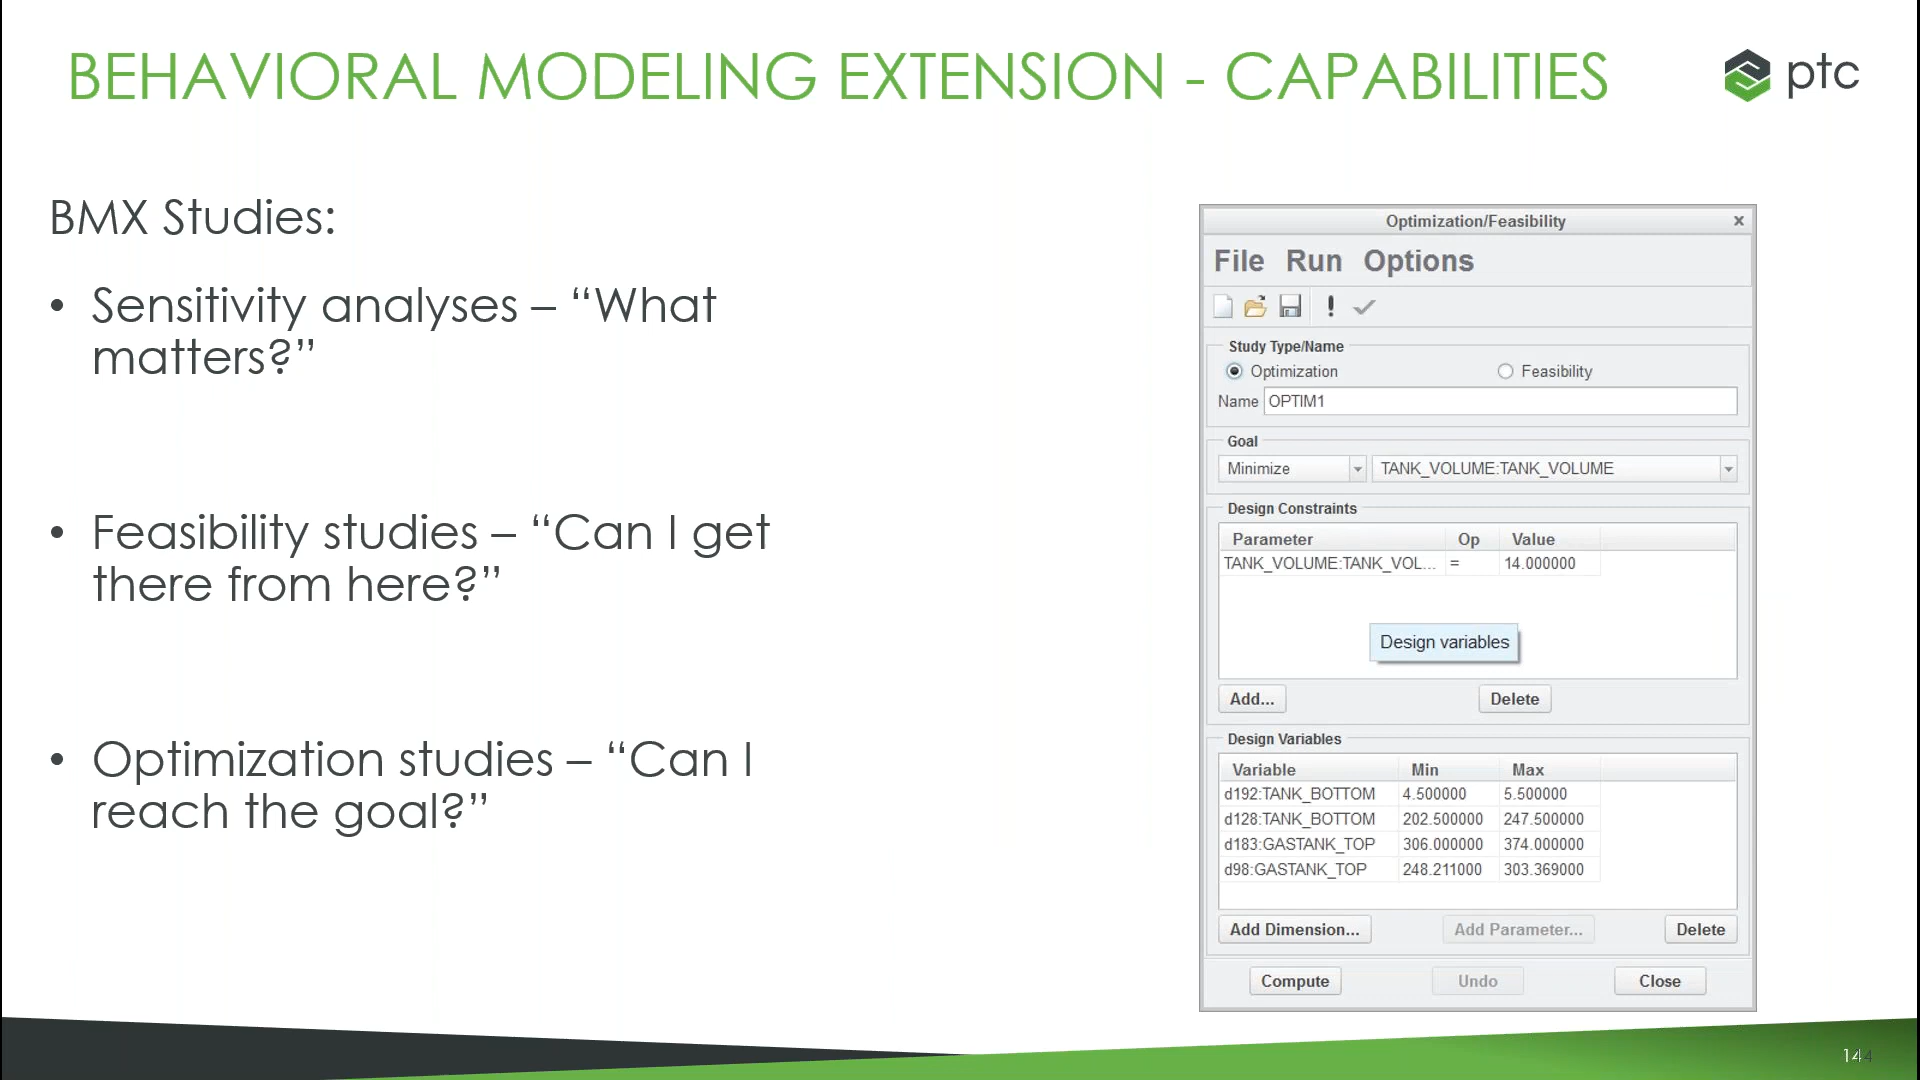 BEHAVIORAL MODELING EXTENSION - CAPABILITIES
ptc
BMX Studies:
• Sensitivity analyses – “What
matters?”
• Feasibility studies – “Can I get
there from here?”
• Optimization studies – “Can I
reach the goal?”
Optimization/Feasibility x
File Run Options
Study Type/Name
Optimization Feasibility
Name OPTIM1
Goal
Minimize TANK_VOLUME:TANK_VOLUME
Design Constraints
Parameter Op Value
TANK_VOLUME:TANK_VOL... = 14.000000
Design variables
Add... Delete
Design Variables
Variable Min Max
d192:TANK_BOTTOM 4.500000 5.500000
d128:TANK_BOTTOM 202.500000 247.500000
d183:GASTANK_TOP 306.000000 374.000000
d98:GASTANK_TOP 248.211000 303.369000
Add Dimension... Add Parameter... Delete
Compute Undo Close